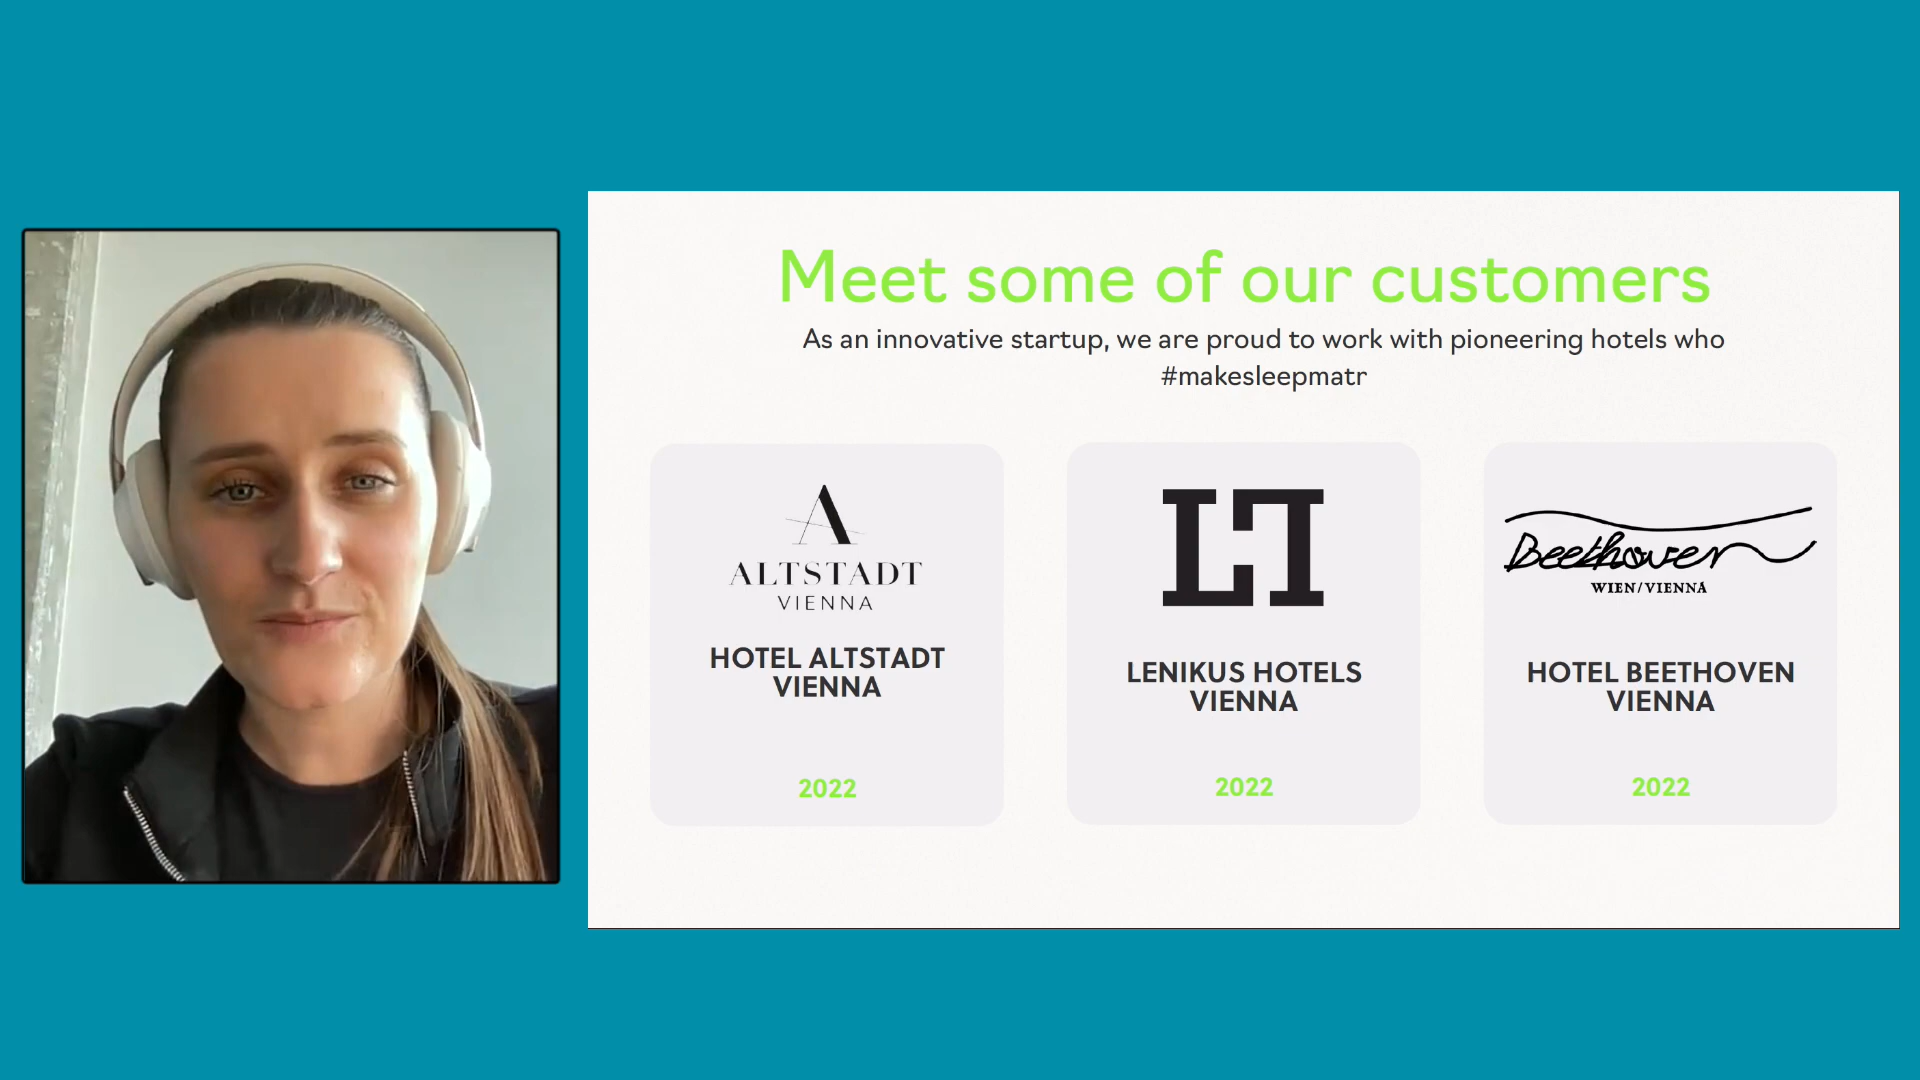 Meet some of our customers
As an innovative startup, we are proud to work with pioneering hotels who
#makesleepmatr
A
ALTSTADT
VIENNA
HOTEL ALTSTADT
VIENNA
2022
LH
LENIKUS HOTELS
VIENNA
2022
Beethoven
WIEN/VIENNA
HOTEL BEETHOVEN
VIENNA
2022